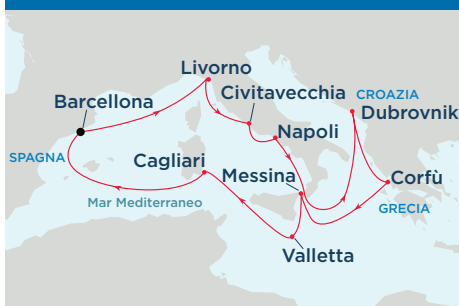 Livorno
Civitavecchia
CROAZIA
Barcellona
Dubrovnik
Napoli
SPAGNA
Cagliari
Messina
Corfù
Mar Mediterraneo
GRECIA
Valletta